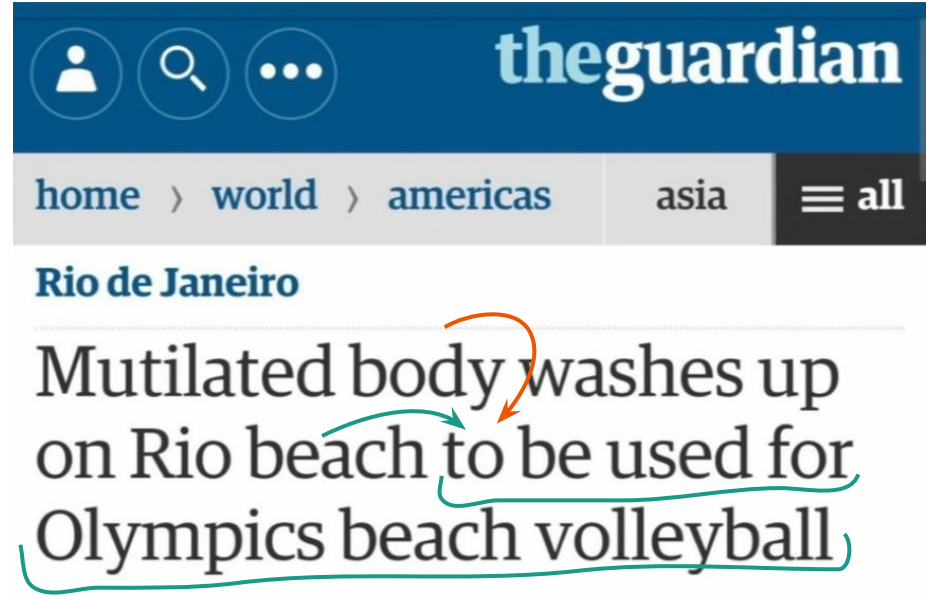 theguardian
home › world › americas asia all
Rio de Janeiro
Mutilated body washes up
on Rio beach to be used for
Olympics beach volleyball